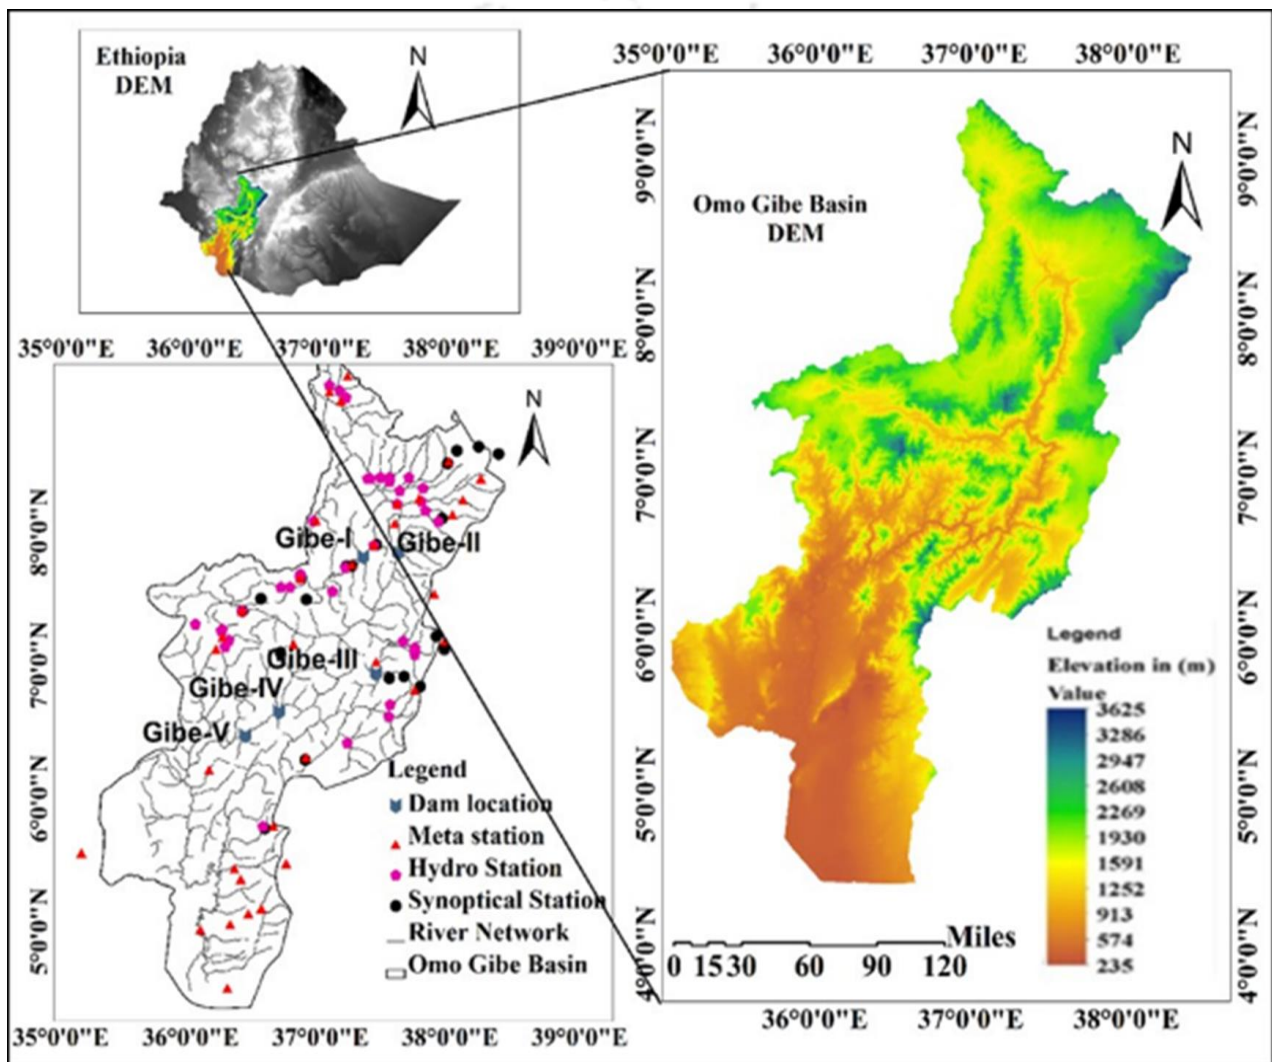 Ethiopia
DEM
N
35°0'0"E 36°0'0"E 37°0'0"E 38°0'0"E
9°0'0"N
8°0'0"N
7°0'0"N
6°0'0"N
5°0'0"N
4°0'0"N
Omo Gibe Basin
DEM
N
9°0'0"N
8°0'0"N
7°0'0"N
6°0'0"N
5°0'0"N
4°0'0"N
Legend
Elevation in (m)
Value
3625
3286
2947
2608
2269
1930
1591
1252
913
574
235
Miles
0 15 30 60 90 120
36°0'0"E 37°0'0"E 38°0'0"E
35°0'0"E 36°0'0"E 37°0'0"E 38°0'0"E 39°0'0"E
8°0'0"N
7°0'0"N
6°0'0"N
5°0'0"N
N
Gibe-I
Gibe-II
Gibe-III
Gibe-IV
Gibe-V
Legend
Dam location
Meta station
Hydro Station
Synoptical Station
River Network
Omo Gibe Basin
35°0'0"E 36°0'0"E 37°0'0"E 38°0'0"E 39°0'0"E